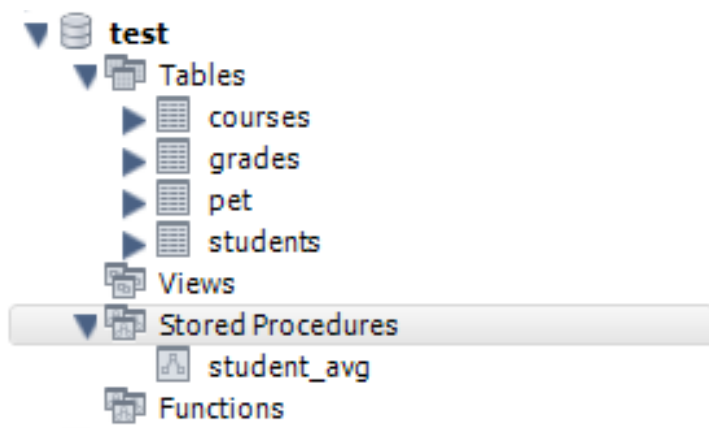 test
Tables
courses
grades
pet
students
Views
Stored Procedures
student_avg
Functions